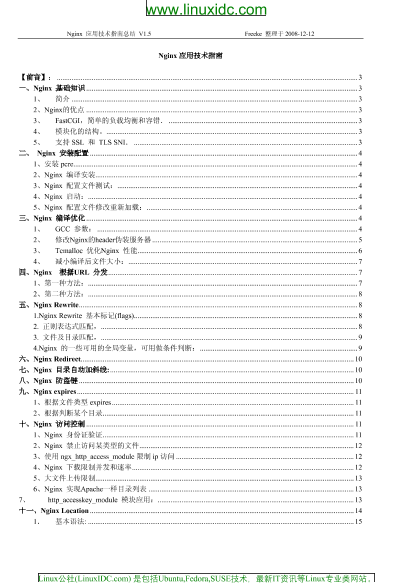 www.linuxidc.com
Nginx 应用技术指南总结 V1.5 Freeke 整理于 2008-12-12
Nginx 应用技术指南
【前言】: 3
一、Nginx 基础知识 3
1、 简介 3
2、Nginx的优点 3
3、 FastCGI，简单的负载均衡和容错． 3
4、 模块化的结构。 3
5、 支持 SSL 和 TLS SNI． 3
二、 Nginx 安装配置 4
1、安装 pcre 4
2、Nginx 编译安装 4
3、Nginx 配置文件测试： 4
4、Nginx 启动： 4
5、Nginx 配置文件修改重新加载： 4
三、Nginx 编译优化 4
1、 GCC 参数： 4
2、 修改Nginx的header伪装服务器 5
3、 Tcmalloc 优化Nginx 性能 6
4、 减小编译后文件大小： 7
四、Nginx 根据URL 分发 7
1、第一种方法： 7
2、第二种方法： 8
五、Nginx Rewrite 8
1.Nginx Rewrite 基本标记(flags) 8
2. 正则表达式匹配， 8
3. 文件及目录匹配， 9
4.Nginx 的一些可用的全局变量，可用做条件判断： 9
六、Nginx Redirect 10
七、Nginx 目录自动加斜线: 10
八、Nginx 防盗链 10
九、Nginx expires 11
1、根据文件类型 expires 11
2、根据判断某个目录 11
十、Nginx 访问控制 11
1、Nginx 身份证验证 11
2、Nginx 禁止访问某类型的文件 12
3、使用 ngx_http_access_module 限制 ip 访问 12
4、Nginx 下载限制并发和速率 12
5、大文件上传限制 13
6、Nginx 实现Apache一样目录列表 13
7、 http_accesskey_module 模块应用： 13
十一、Nginx Location 14
1． 基本语法: 15
Linux公社(LinuxIDC.com) 是包括Ubuntu,Fedora,SUSE技术，最新IT资讯等Linux专业类网站。